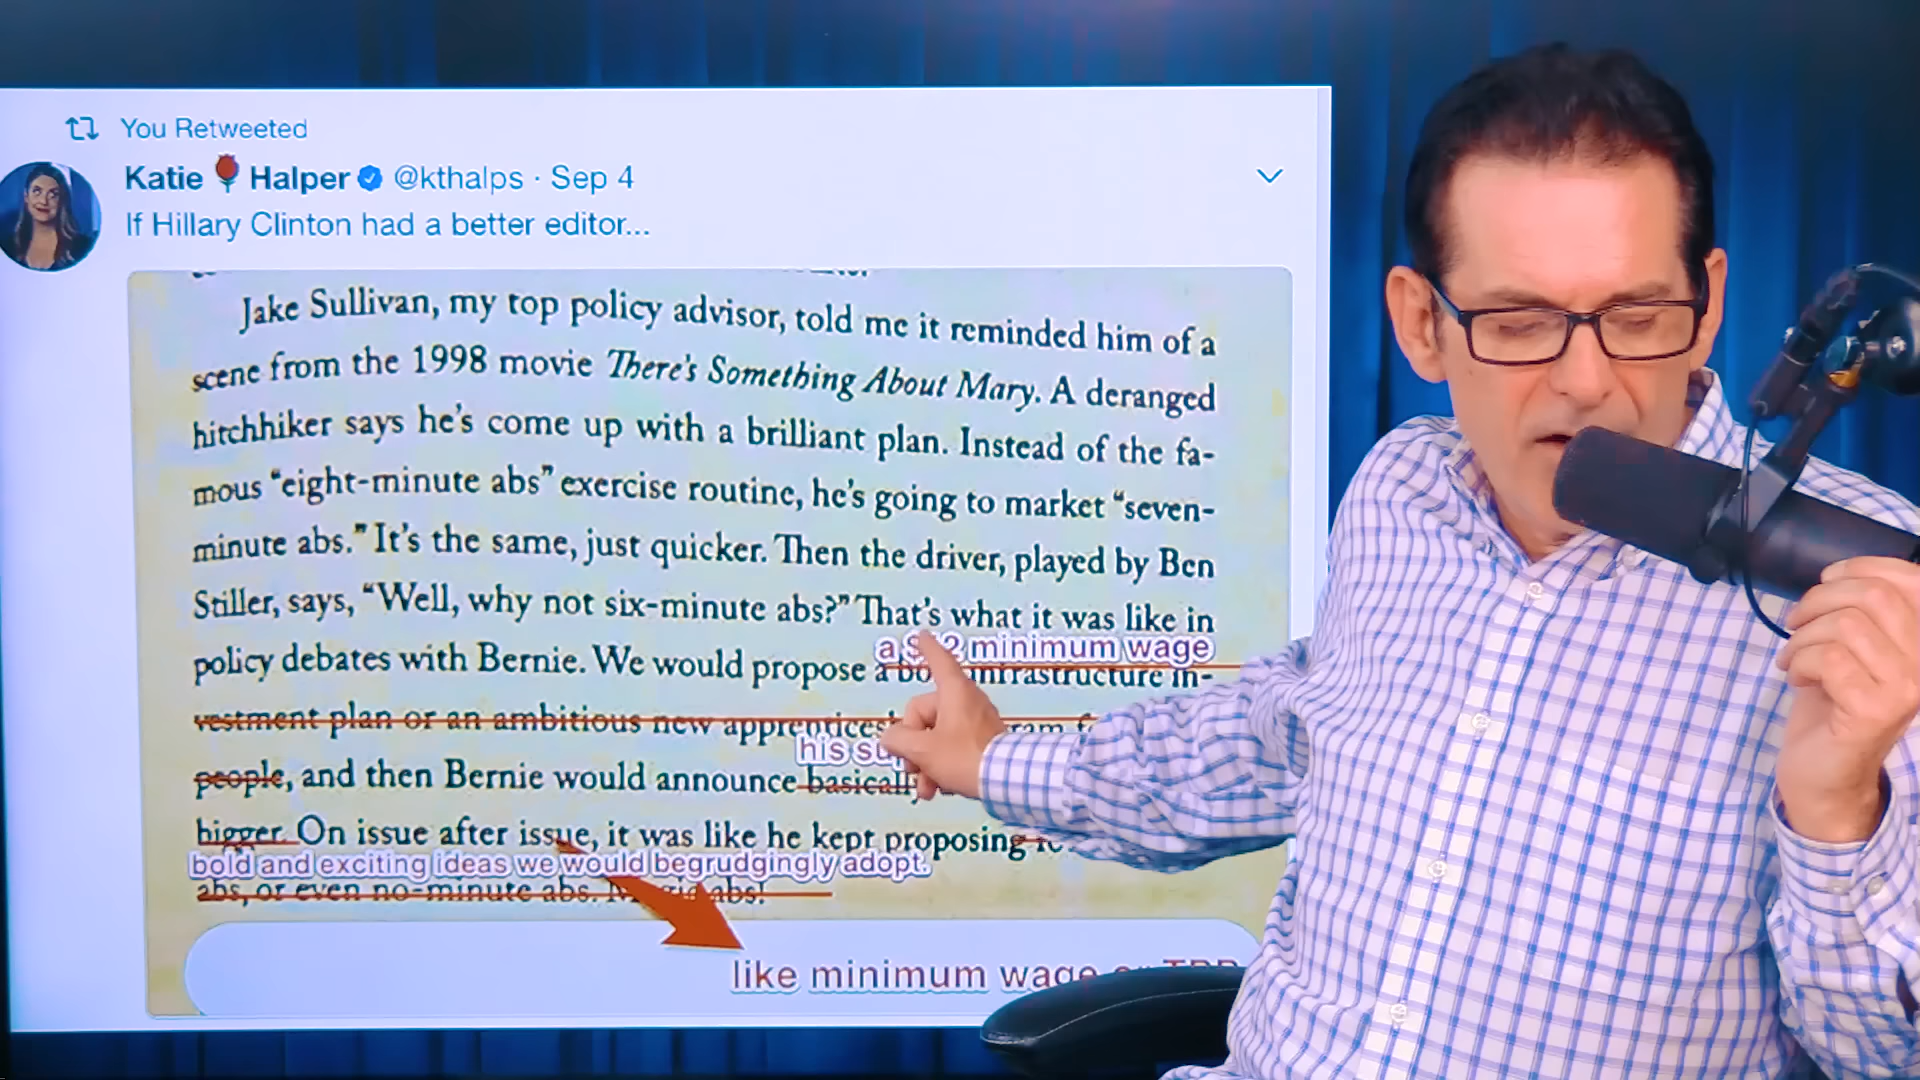 You Retweeted
Katie Halper @kthalps · Sep 4
If Hillary Clinton had a better editor...
Jake Sullivan, my top policy advisor, told me it reminded him of a
scene from the 1998 movie There's Something About Mary. A deranged
hitchhiker says he's come up with a brilliant plan. Instead of the fa-
mous "eight-minute abs" exercise routine, he's going to market "seven-
minute abs." It's the same, just quicker. Then the driver, played by Ben
Stiller, says, "Well, why not six-minute abs?" That's what it was like in
a minimum wage
policy debates with Bernie. We would propose a infrastructure in-
vestment plan or an ambitious new
his
people, and then Bernie would announce basically
bigger. On issue after issue, it was like he kept proposing
bold and exciting ideas we would begrudgingly adopt.
abs, or even no-minute abs. abs!
like minimum wage